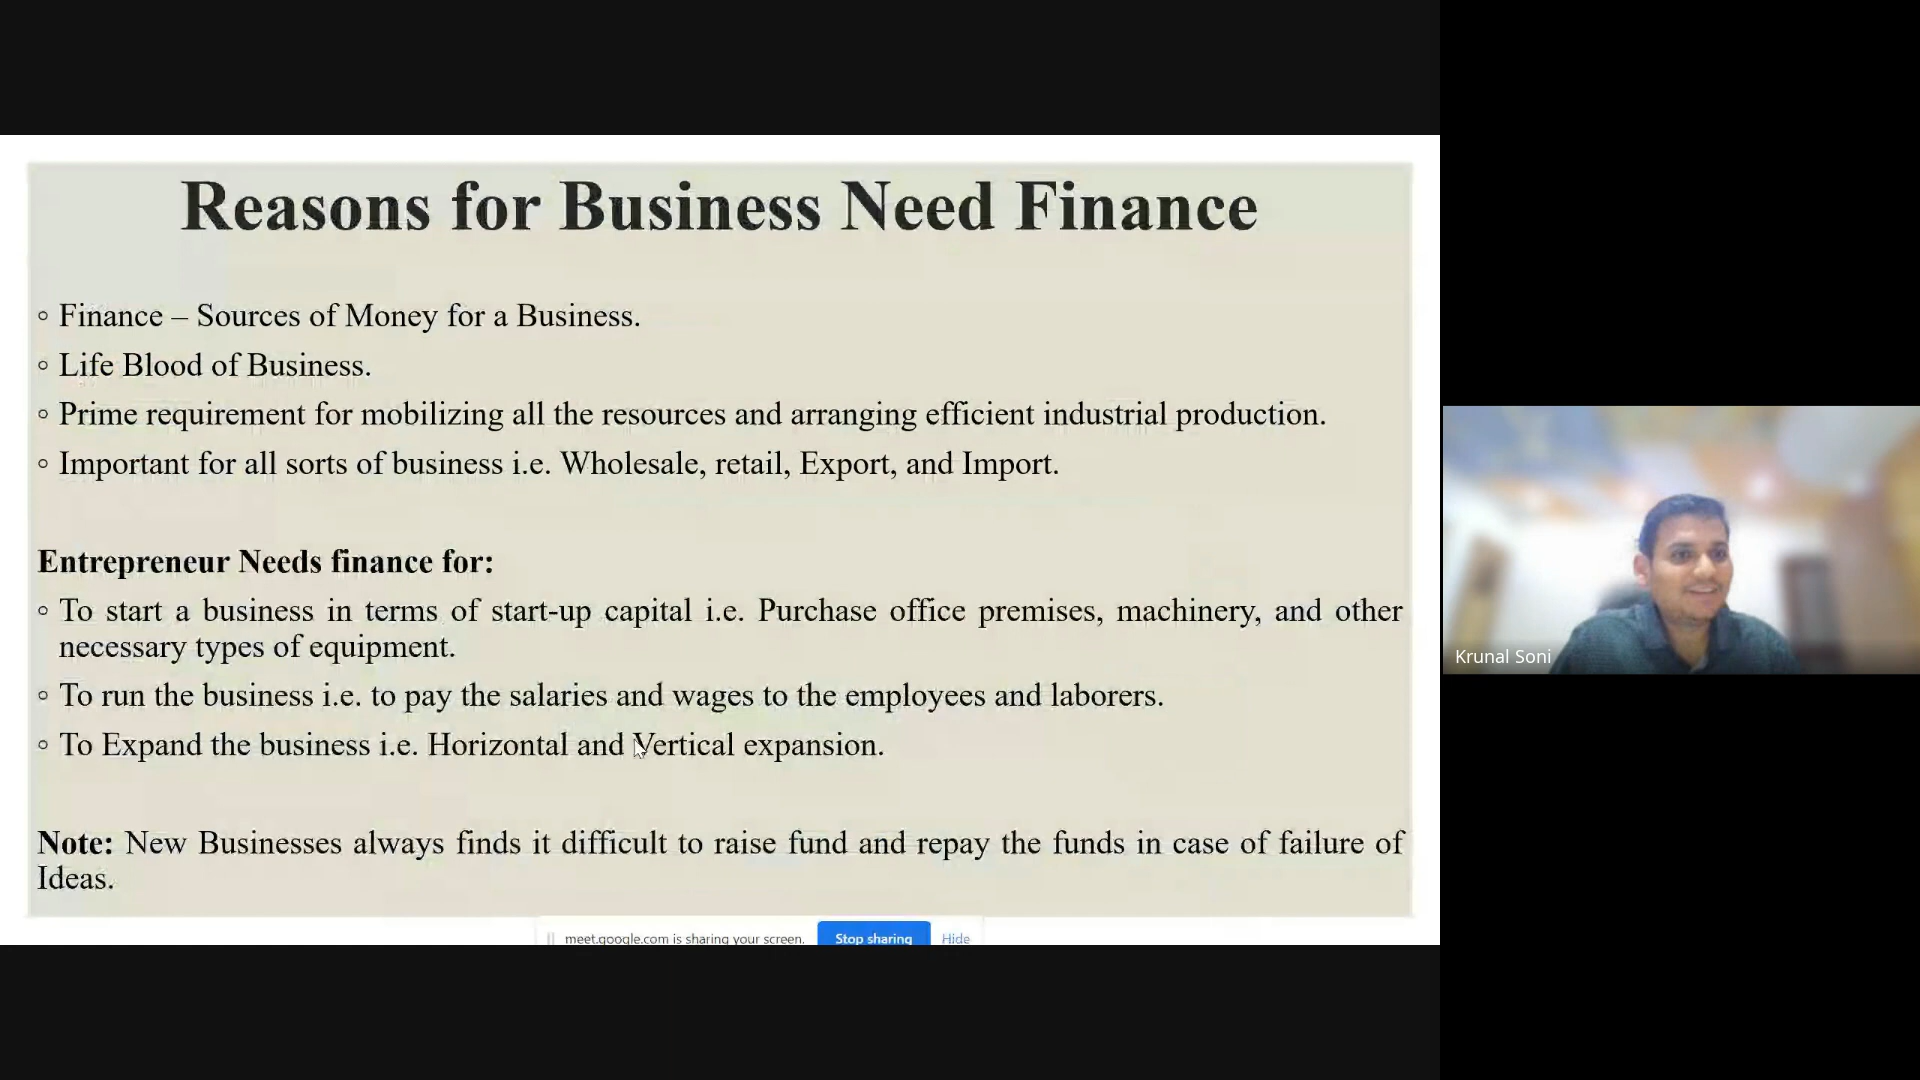 Reasons for Business Need Finance
◦ Finance – Sources of Money for a Business.
◦ Life Blood of Business.
◦ Prime requirement for mobilizing all the resources and arranging efficient industrial production.
◦ Important for all sorts of business i.e. Wholesale, retail, Export, and Import.
Entrepreneur Needs finance for:
◦ To start a business in terms of start-up capital i.e. Purchase office premises, machinery, and other
necessary types of equipment.
◦ To run the business i.e. to pay the salaries and wages to the employees and laborers.
◦ To Expand the business i.e. Horizontal and Vertical expansion.
Note: New Businesses always finds it difficult to raise fund and repay the funds in case of failure of
Ideas.
meet.google.com is sharing your screen. Stop sharing Hide
Krunal Soni